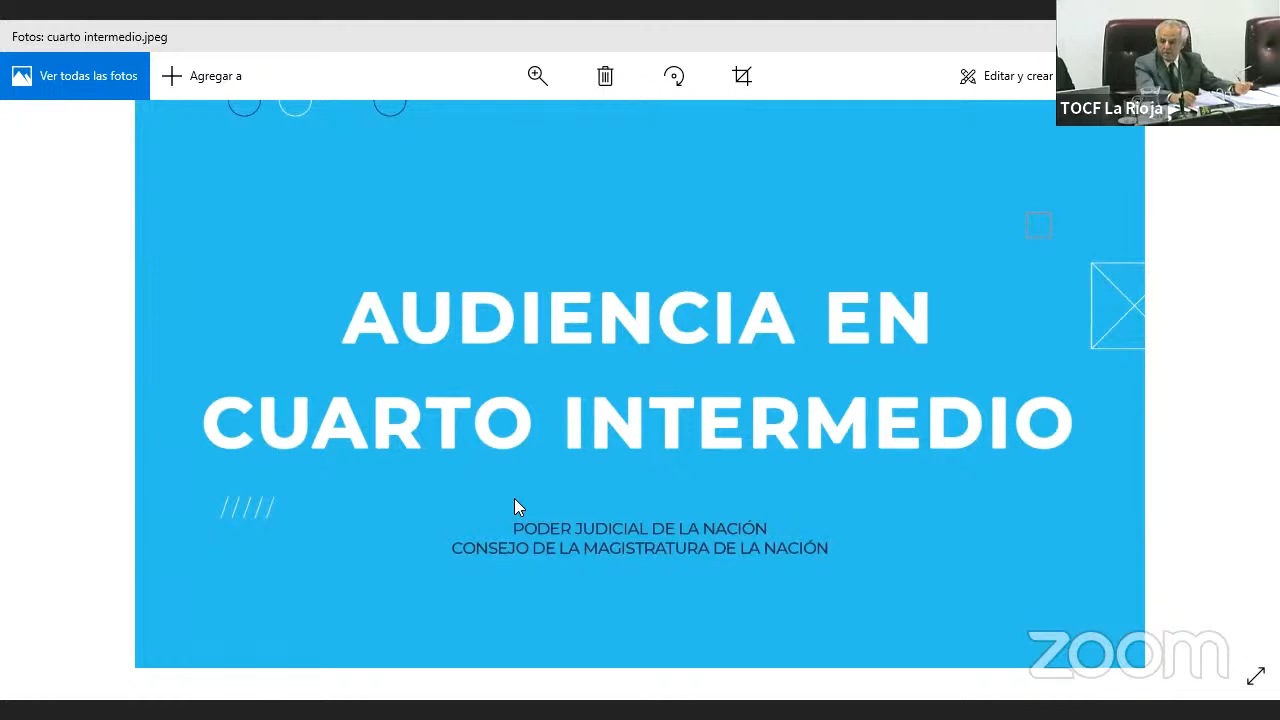 Fotos: cuarto intermedio.jpeg
Ver todas las fotos
Agregar a
Editar y crear
TOCF La Rioja
AUDIENCIA EN
CUARTO INTERMEDIO
/////
PODER JUDICIAL DE LA NACIÓN
CONSEJO DE LA MAGISTRATURA DE LA NACIÓN
zoom